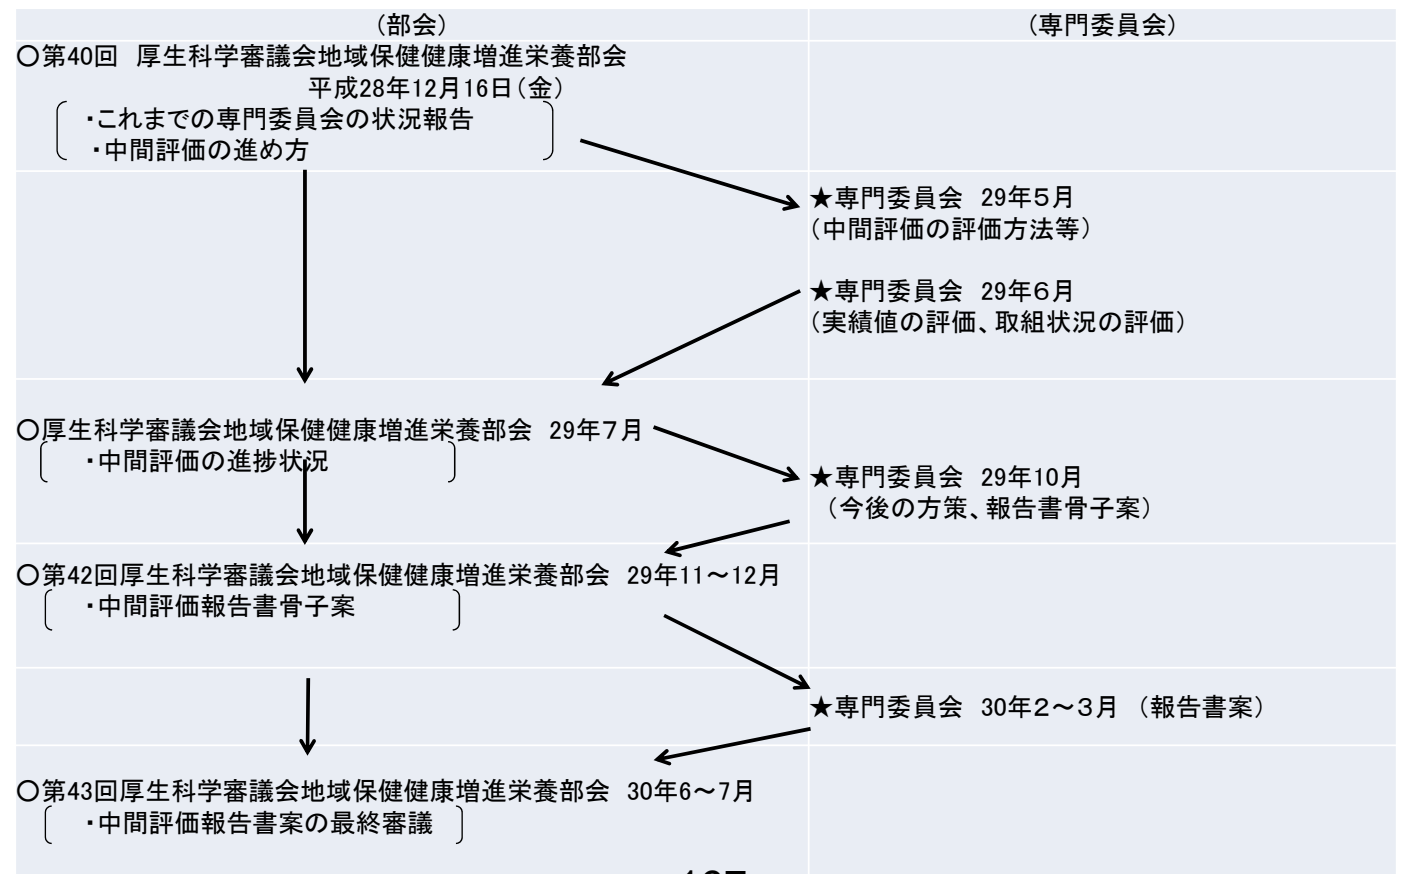 （部会）
（専門委員会）
○第40回　厚生科学審議会地域保健健康増進栄養部会
平成28年12月16日（金）
・これまでの専門委員会の状況報告
・中間評価の進め方
★専門委員会　29年５月
（中間評価の評価方法等）
★専門委員会　29年６月
（実績値の評価、取組状況の評価）
○厚生科学審議会地域保健健康増進栄養部会　29年７月
・中間評価の進捗状況
★専門委員会　29年10月
（今後の方策、報告書骨子案）
○第42回厚生科学審議会地域保健健康増進栄養部会　29年11～12月
・中間評価報告書骨子案
★専門委員会　30年２～３月　（報告書案）
○第43回厚生科学審議会地域保健健康増進栄養部会　30年6～7月
・中間評価報告書案の最終審議